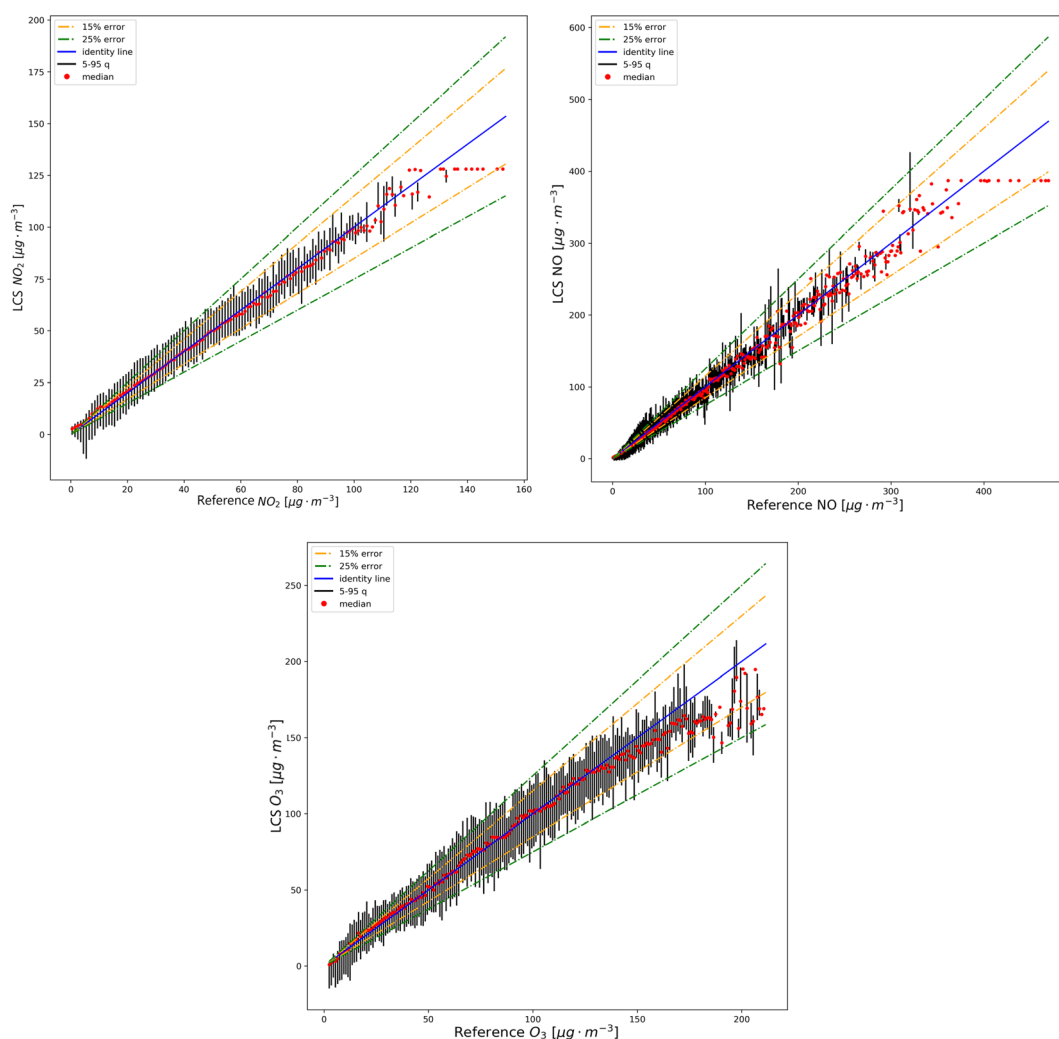 200
175
150
125
100
75
50
25
0
LCS NO₂ [μg · m⁻³]
15% error
25% error
identity line
5-95 q
median
0 20 40 60 80 100 120 140 160
Reference NO₂ [μg · m⁻³]
600
500
400
300
200
100
0
LCS NO [μg · m⁻³]
15% error
25% error
identity line
5-95 q
median
0 100 200 300 400
Reference NO [μg · m⁻³]
250
200
150
100
50
0
LCS O₃ [μg · m⁻³]
15% error
25% error
identity line
5-95 q
median
0 50 100 150 200
Reference O₃ [μg · m⁻³]